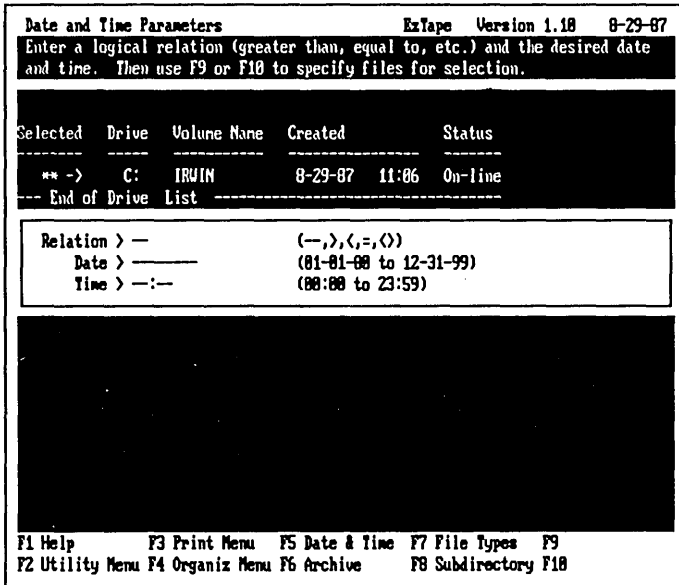 Date and Time Parameters EzTape Version 1.10 8-29-87
Enter a logical relation (greater than, equal to, etc.) and the desired date
and time. Then use F9 or F10 to specify files for selection.
Selected Drive Volume Name Created Status
-------- ----- ----------- --------------- --------
** -> C: IRWIN 8-29-87 11:06 On-line
--- End of Drive List --------------------------------
Relation > -- (--,>,<,=,<>)
Date > -------- (01-01-80 to 12-31-99)
Time > --:-- (00:00 to 23:59)
F1 Help F3 Print Menu F5 Date & Time F7 File Types F9
F2 Utility Menu F4 Organiz Menu F6 Archive F8 Subdirectory F10